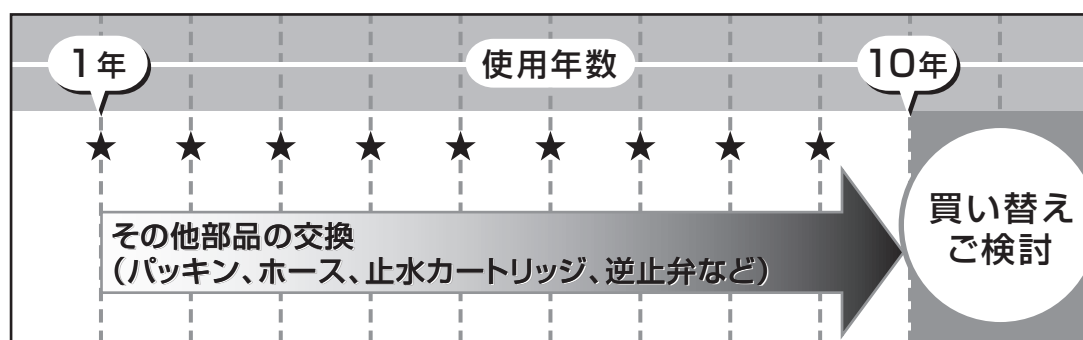 1年
使用年数
10年
★ ★ ★ ★ ★ ★ ★ ★ ★
その他部品の交換
(パッキン、ホース、止水カートリッジ、逆止弁など)
買い替え
ご検討